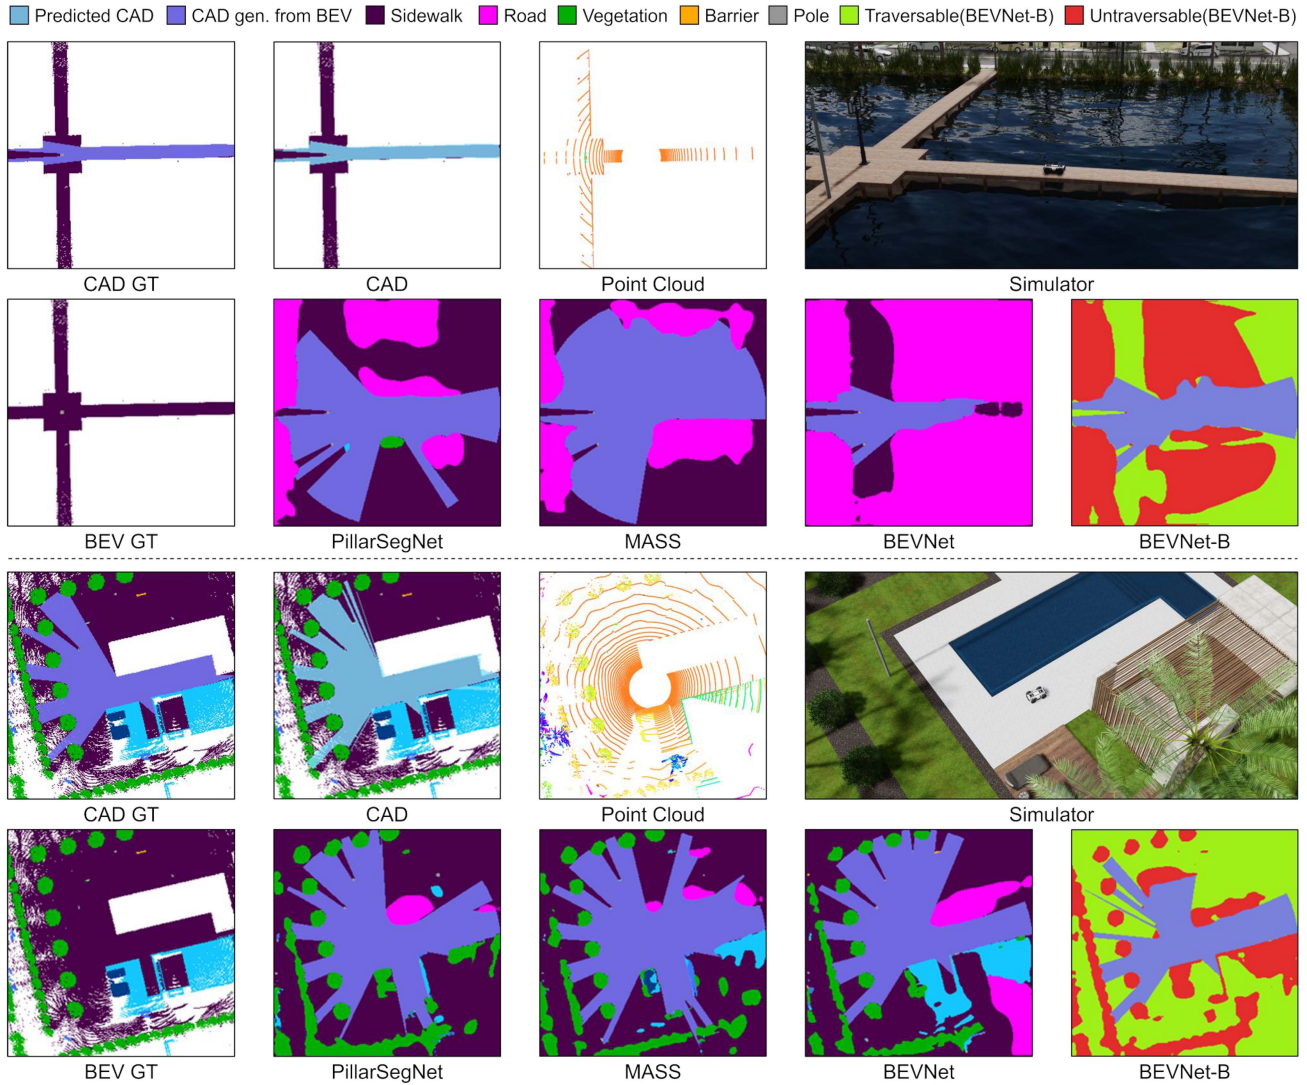 Predicted CAD CAD gen. from BEV Sidewalk Road Vegetation Barrier Pole Traversable(BEVNet-B) Untraversable(BEVNet-B)
CAD GT CAD Point Cloud Simulator
BEV GT PillarSegNet MASS BEVNet BEVNet-B
CAD GT CAD Point Cloud Simulator
BEV GT PillarSegNet MASS BEVNet BEVNet-B